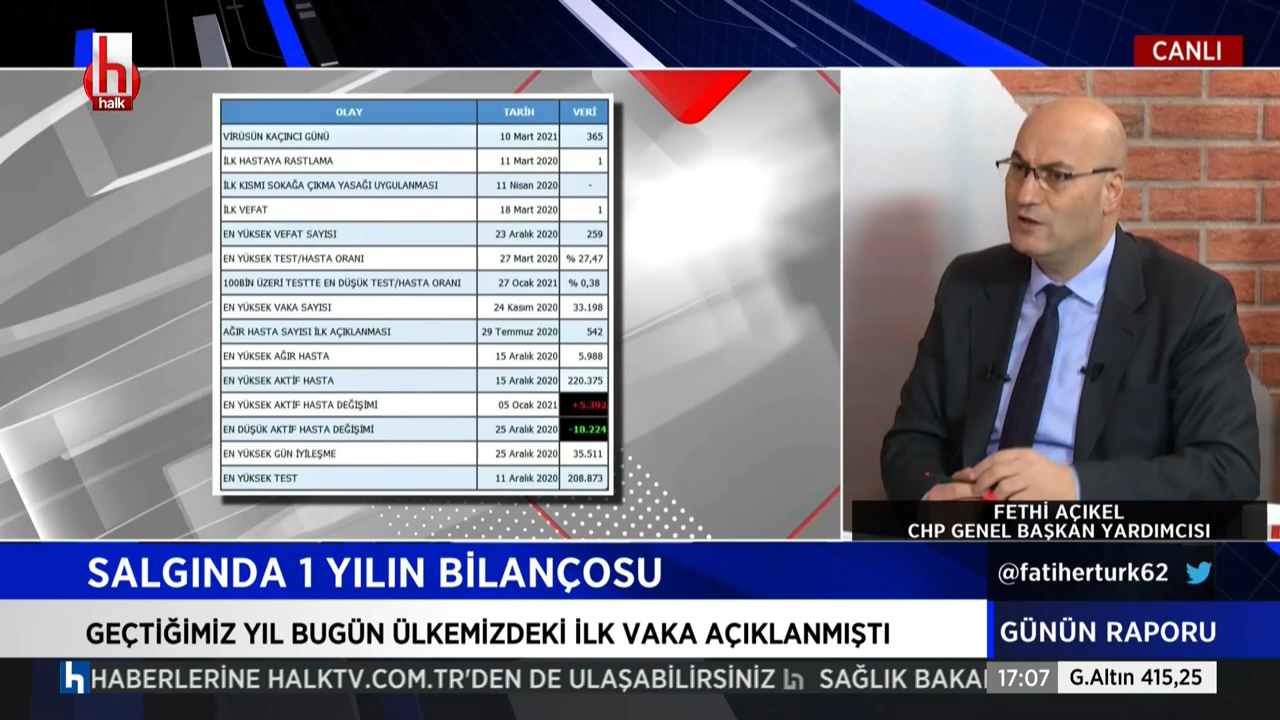 h
halk
CANLI
OLAY TARİH VERİ
VİRÜSÜN KAÇINCI GÜNÜ 10 Mart 2021 365
İLK HASTAYA RASTLAMA 11 Mart 2020 1
İLK KISMI SOKAĞA ÇIKMA YASAĞI UYGULANMASI 11 Nisan 2020 -
İLK VEFAT 18 Mart 2020 1
EN YÜKSEK VEFAT SAYISI 23 Aralık 2020 259
EN YÜKSEK TEST/HASTA ORANI 27 Mart 2020 % 27,47
100BİN ÜZERİ TESTTE EN DÜŞÜK TEST/HASTA ORANI 27 Ocak 2021 % 0,38
EN YÜKSEK VAKA SAYISI 24 Kasım 2020 33.198
AĞIR HASTA SAYISI İLK AÇIKLANMASI 29 Temmuz 2020 542
EN YÜKSEK AĞIR HASTA 15 Aralık 2020 5.988
EN YÜKSEK AKTİF HASTA 15 Aralık 2020 220.375
EN YÜKSEK AKTİF HASTA DEĞİŞİMİ 05 Ocak 2021 +5.392
EN DÜŞÜK AKTİF HASTA DEĞİŞİMİ 25 Aralık 2020 -18.224
EN YÜKSEK GÜN İYİLEŞME 25 Aralık 2020 35.511
EN YÜKSEK TEST 11 Aralık 2020 208.873
FETHİ AÇIKEL
CHP GENEL BAŞKAN YARDIMCISI
SALGINDA 1 YILIN BİLANÇOSU
@fatiherturk62
GEÇTİĞİMİZ YIL BUGÜN ÜLKEMİZDEKİ İLK VAKA AÇIKLANMIŞTI
GÜNÜN RAPORU
h HABERLERİNE HALKTV.COM.TR'DEN DE ULAŞABİLİRSİNİZ h SAĞLIK BAKA
17:07 G.Altın 415,25